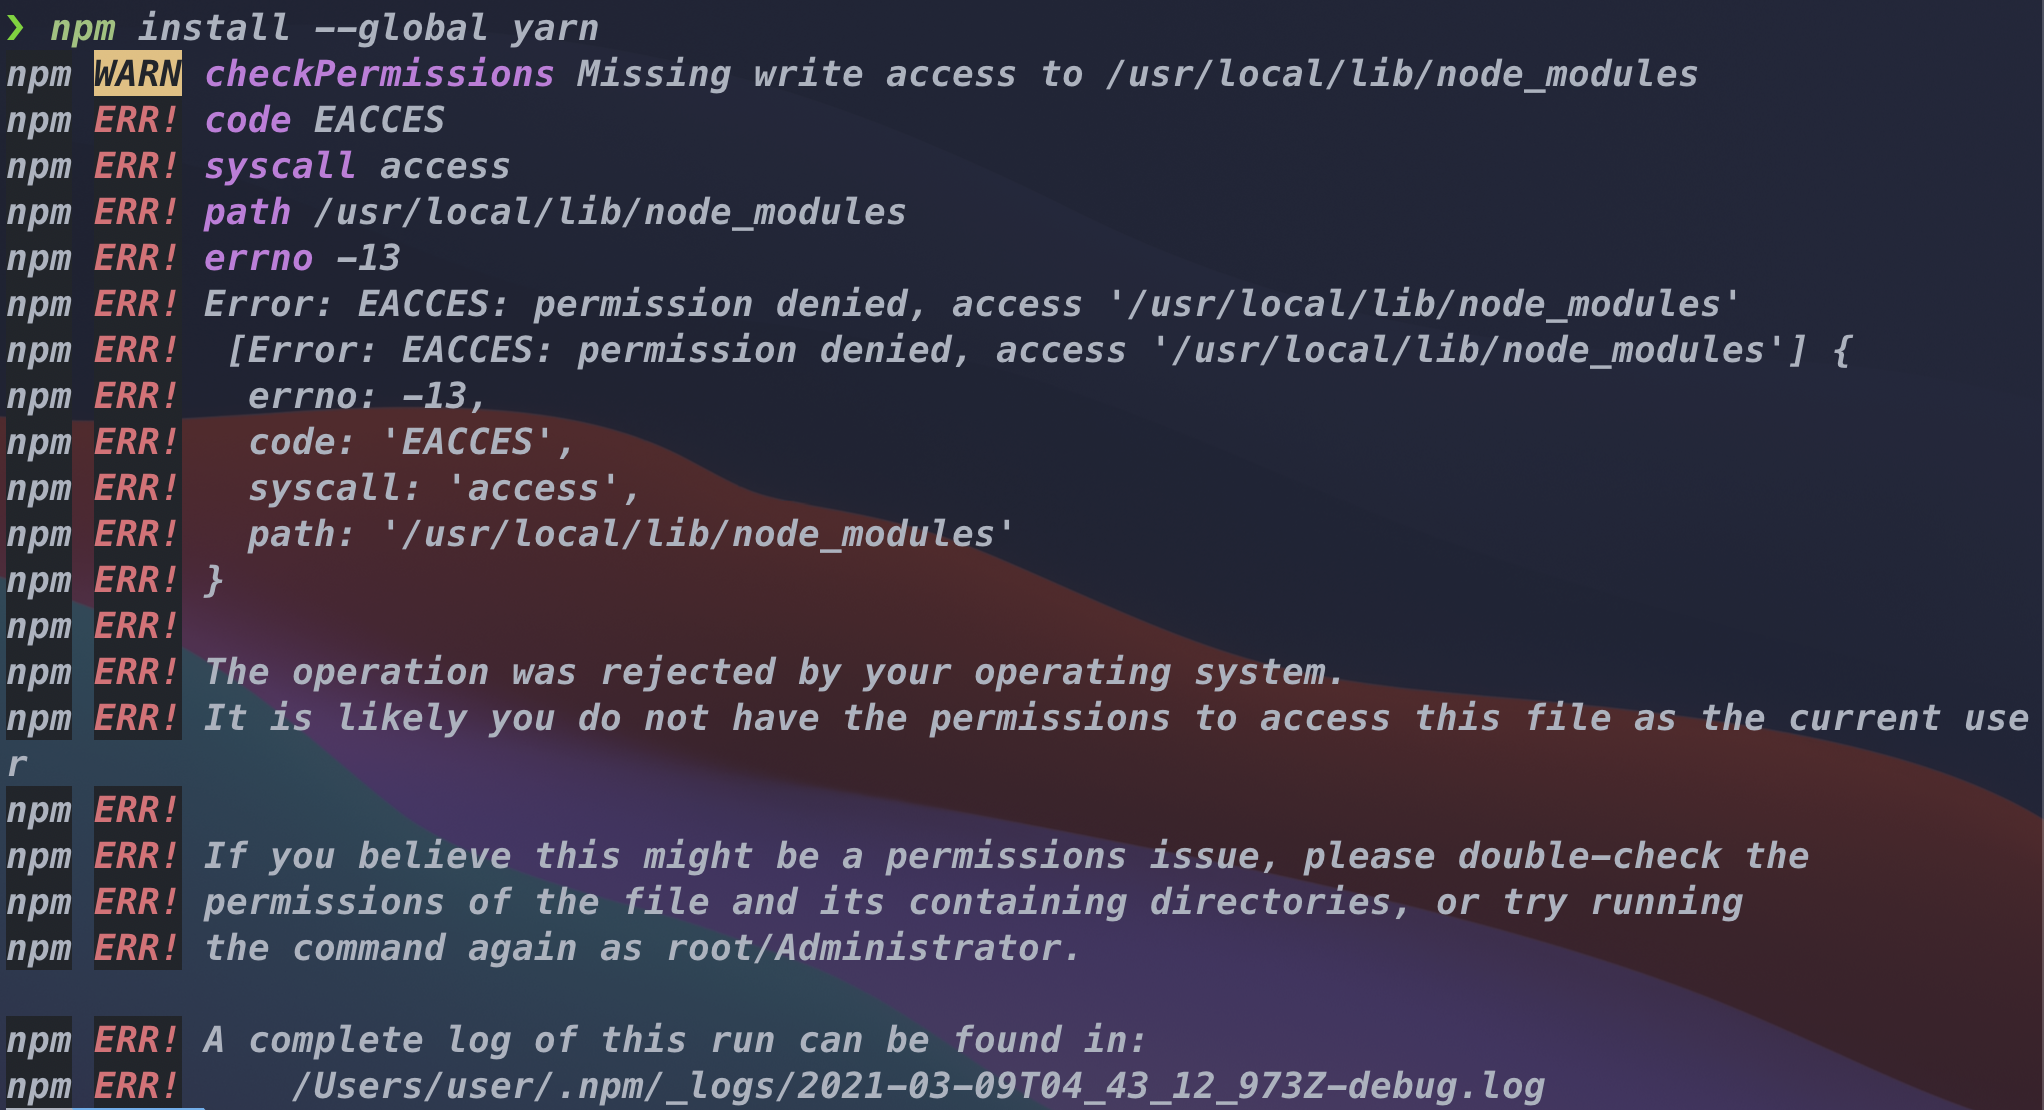 ❯ npm install --global yarn
npm WARN checkPermissions Missing write access to /usr/local/lib/node_modules
npm ERR! code EACCES
npm ERR! syscall access
npm ERR! path /usr/local/lib/node_modules
npm ERR! errno -13
npm ERR! Error: EACCES: permission denied, access '/usr/local/lib/node_modules'
npm ERR!  [Error: EACCES: permission denied, access '/usr/local/lib/node_modules'] {
npm ERR!   errno: -13,
npm ERR!   code: 'EACCES',
npm ERR!   syscall: 'access',
npm ERR!   path: '/usr/local/lib/node_modules'
npm ERR! }
npm ERR!
npm ERR! The operation was rejected by your operating system.
npm ERR! It is likely you do not have the permissions to access this file as the current use
r
npm ERR!
npm ERR! If you believe this might be a permissions issue, please double-check the
npm ERR! permissions of the file and its containing directories, or try running
npm ERR! the command again as root/Administrator.
npm ERR! A complete log of this run can be found in:
npm ERR!     /Users/user/.npm/_logs/2021-03-09T04_43_12_973Z-debug.log